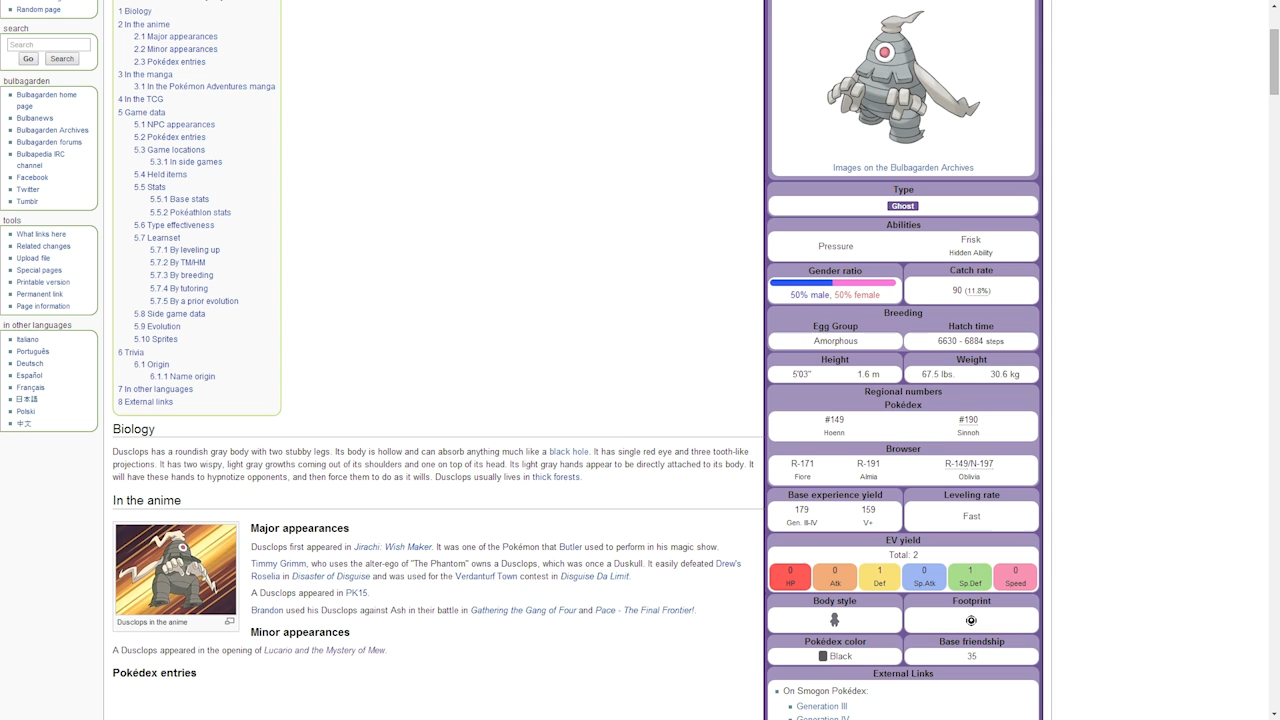 Random page
search
Search
Go
Search
bulbagarden
Bulbagarden home
page
Bulbanews
Bulbagarden Archives
Bulbagarden forums
Bulbapedia IRC
channel
Facebook
Twitter
Tumblr
tools
What links here
Related changes
Upload file
Special pages
Printable version
Permanent link
Page information
in other languages
Italiano
Português
Deutsch
Español
Français
日本語
Polski
中文
1 Biology
2 In the anime
2.1 Major appearances
2.2 Minor appearances
2.3 Pokédex entries
3 In the manga
3.1 In the Pokémon Adventures manga
4 In the TCG
5 Game data
5.1 NPC appearances
5.2 Pokédex entries
5.3 Game locations
5.3.1 In side games
5.4 Held items
5.5 Stats
5.5.1 Base stats
5.5.2 Pokéathlon stats
5.6 Type effectiveness
5.7 Learnset
5.7.1 By leveling up
5.7.2 By TM/HM
5.7.3 By breeding
5.7.4 By tutoring
5.7.5 By a prior evolution
5.8 Side game data
5.9 Evolution
5.10 Sprites
6 Trivia
6.1 Origin
6.1.1 Name origin
7 In other languages
8 External links
Biology
Dusclops has a roundish gray body with two stubby legs. Its body is hollow and can absorb anything much like a black hole. It has single red eye and three tooth-like
projections. It has two wispy, light gray growths coming out of its shoulders and one on top of its head. Its light gray hands appear to be directly attached to its body. It
will have these hands to hypnotize opponents, and then force them to do as it wills. Dusclops usually lives in thick forests.
In the anime
Dusclops in the anime
Major appearances
Dusclops first appeared in Jirachi: Wish Maker. It was one of the Pokémon that Butler used to perform in his magic show.
Timmy Grimm, who uses the alter-ego of "The Phantom" owns a Dusclops, which was once a Duskull. It easily defeated Drew's
Roselia in Disaster of Disguise and was used for the Verdanturf Town contest in Disguise Da Limit.
A Dusclops appeared in PK15.
Brandon used his Dusclops against Ash in their battle in Gathering the Gang of Four and Pace - The Final Frontier!.
Minor appearances
A Dusclops appeared in the opening of Lucario and the Mystery of Mew.
Pokédex entries
Images on the Bulbagarden Archives
Type
Ghost
Abilities
Pressure
Frisk
Hidden Ability
Gender ratio
50% male, 50% female
Catch rate
90 (11.8%)
Breeding
Egg Group
Amorphous
Hatch time
6630 - 6884 steps
Height
5'03" 1.6 m
Weight
67.5 lbs. 30.6 kg
Regional numbers
Pokédex
#149 #190
Hoenn Sinnoh
Browser
R-171 R-191 R-149/N-197
Fiore Almia Oblivia
Base experience yield
179 159
Gen. III-IV V+
Leveling rate
Fast
EV yield
Total: 2
0 0 1 0 1 0
HP Atk Def Sp.Atk Sp.Def Speed
Body style
Footprint
Pokédex color
Black
Base friendship
35
External Links
On Smogon Pokédex:
Generation III
Generation IV